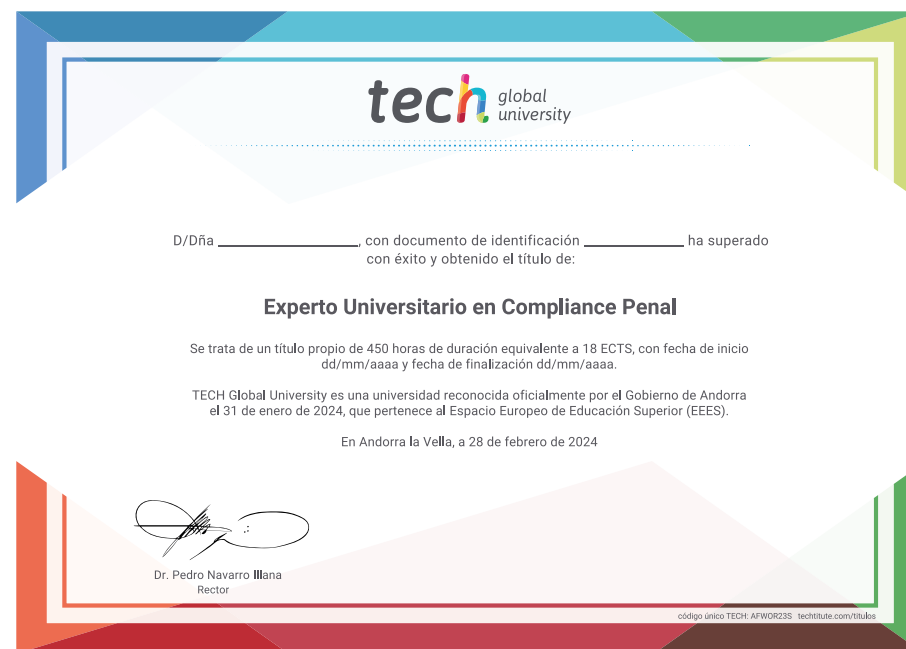 tech global university
D/Dña ______________, con documento de identificación __________ ha superado
con éxito y obtenido el título de:
Experto Universitario en Compliance Penal
Se trata de un título propio de 450 horas de duración equivalente a 18 ECTS, con fecha de inicio
dd/mm/aaaa y fecha de finalización dd/mm/aaaa.
TECH Global University es una universidad reconocida oficialmente por el Gobierno de Andorra
el 31 de enero de 2024, que pertenece al Espacio Europeo de Educación Superior (EEES).
En Andorra la Vella, a 28 de febrero de 2024
Dr. Pedro Navarro Illana
Rector
código único TECH: AFWOR23S techtitute.com/titulos